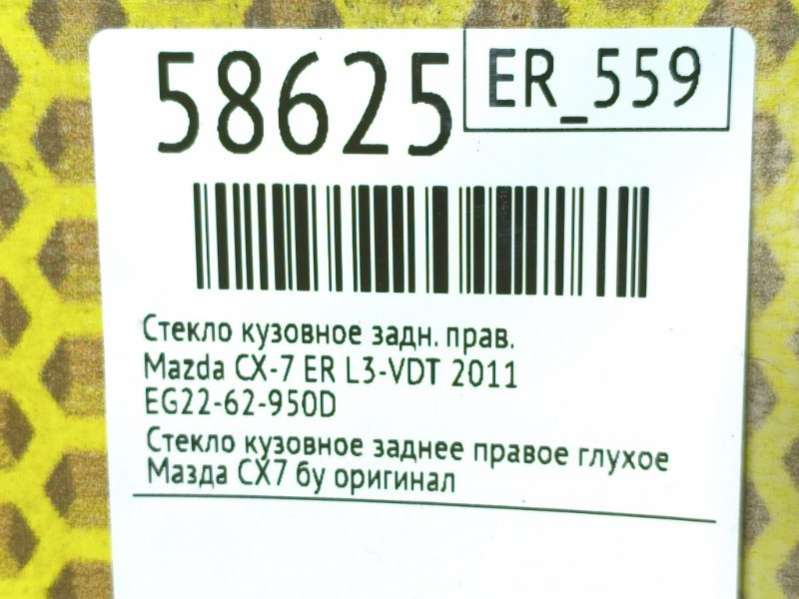 58625
ER_559
Стекло кузовное задн. прав.
Mazda CX-7 ER L3-VDT 2011
EG22-62-950D
Стекло кузовное заднее правое глухое
Мазда СХ7 бу оригинал